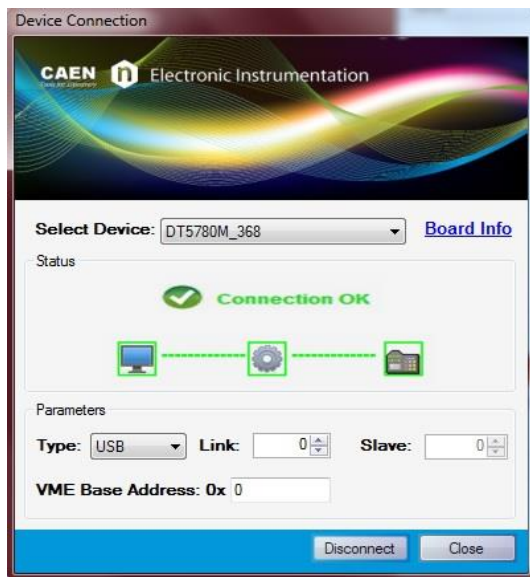 Device Connection
CAEN n Electronic Instrumentation
Select Device: DT5780M_368 Board Info
Status
Connection OK
Parameters
Type: USB Link: 0 Slave: 0
VME Base Address: 0x 0
Disconnect Close